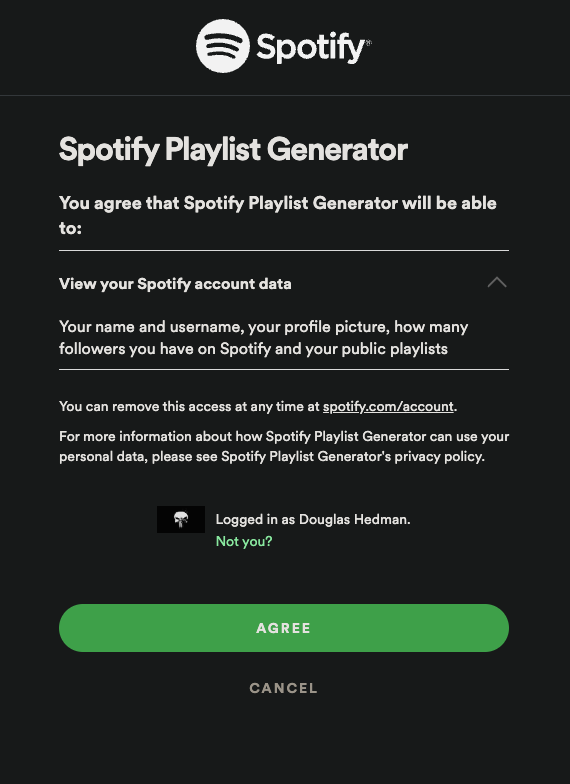 Spotify®
Spotify Playlist Generator
You agree that Spotify Playlist Generator will be able
to:
View your Spotify account data
Your name and username, your profile picture, how many
followers you have on Spotify and your public playlists
You can remove this access at any time at spotify.com/account.
For more information about how Spotify Playlist Generator can use your
personal data, please see Spotify Playlist Generator's privacy policy.
Logged in as Douglas Hedman.
Not you?
AGREE
CANCEL